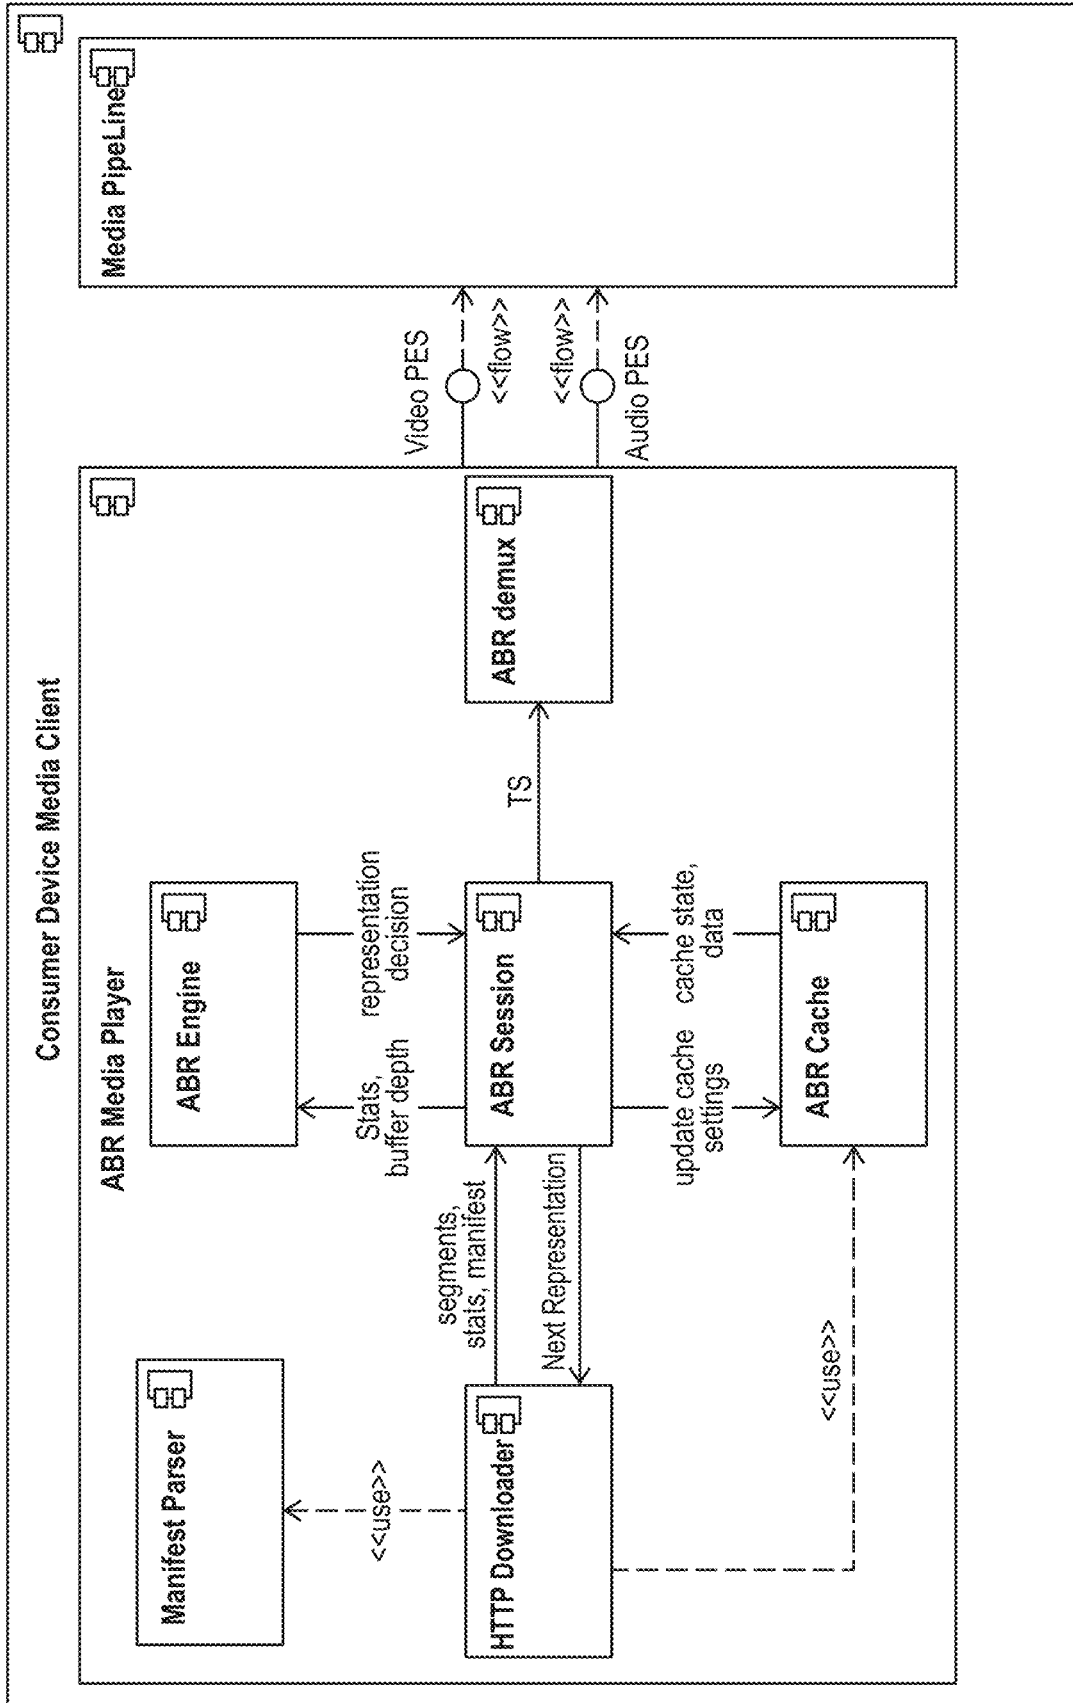 Consumer Device Media Client
ABR Media Player
Manifest Parser
<<use>>
HTTP Downloader
segments,
stats, manifest
Next Representation
<<use>>
ABR Engine
Stats,
buffer depth
representation
decision
ABR Session
update cache
settings
cache state,
data
ABR Cache
TS
ABR demux
Video PES
<<flow>>
<<flow>>
Audio PES
Media PipeLine